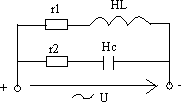 r1 HL
r2 Hc
+ U -